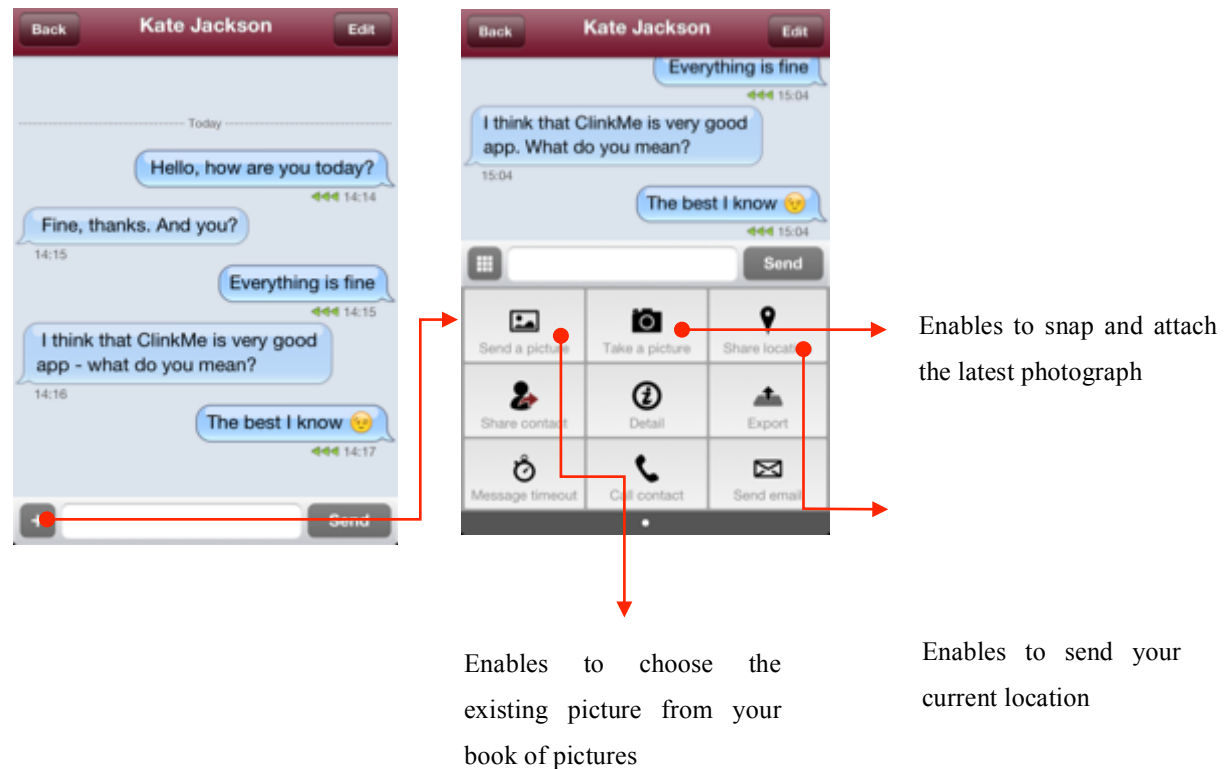 Back Kate Jackson Edit
Today
Hello, how are you today?
14:14
Fine, thanks. And you?
14:15
Everything is fine
14:15
I think that ClinkMe is very good
app - what do you mean?
14:16
The best I know
14:17
Send
Back Kate Jackson Edit
Everything is fine
15:04
I think that ClinkMe is very good
app. What do you mean?
15:04
The best I know
15:04
Send
Send a picture Take a picture Share location
Share contact Detail Export
Message timeout Call contact Send email
Enables to snap and attach
the latest photograph
Enables to choose the
existing picture from your
book of pictures
Enables to send your
current location